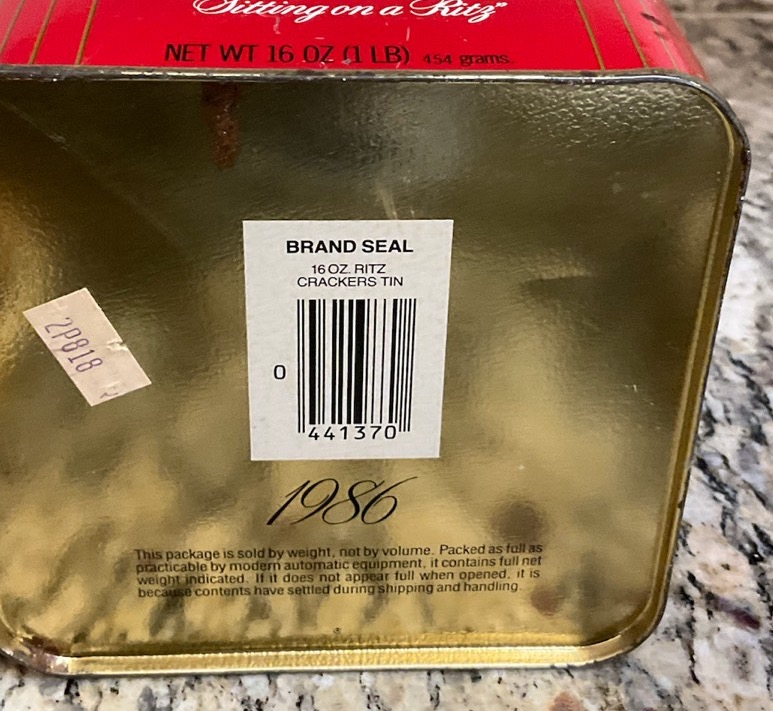 Sitting on a Ritz"
NET WT 16 OZ (1 LB) 454 grams.
BRAND SEAL
16 OZ. RITZ
CRACKERS TIN
0
441370
2P818
1986
This package is sold by weight, not by volume. Packed as full as
practicable by modern automatic equipment, it contains full net
weight indicated. If it does not appear full when opened, it is
because contents have settled during shipping and handling.